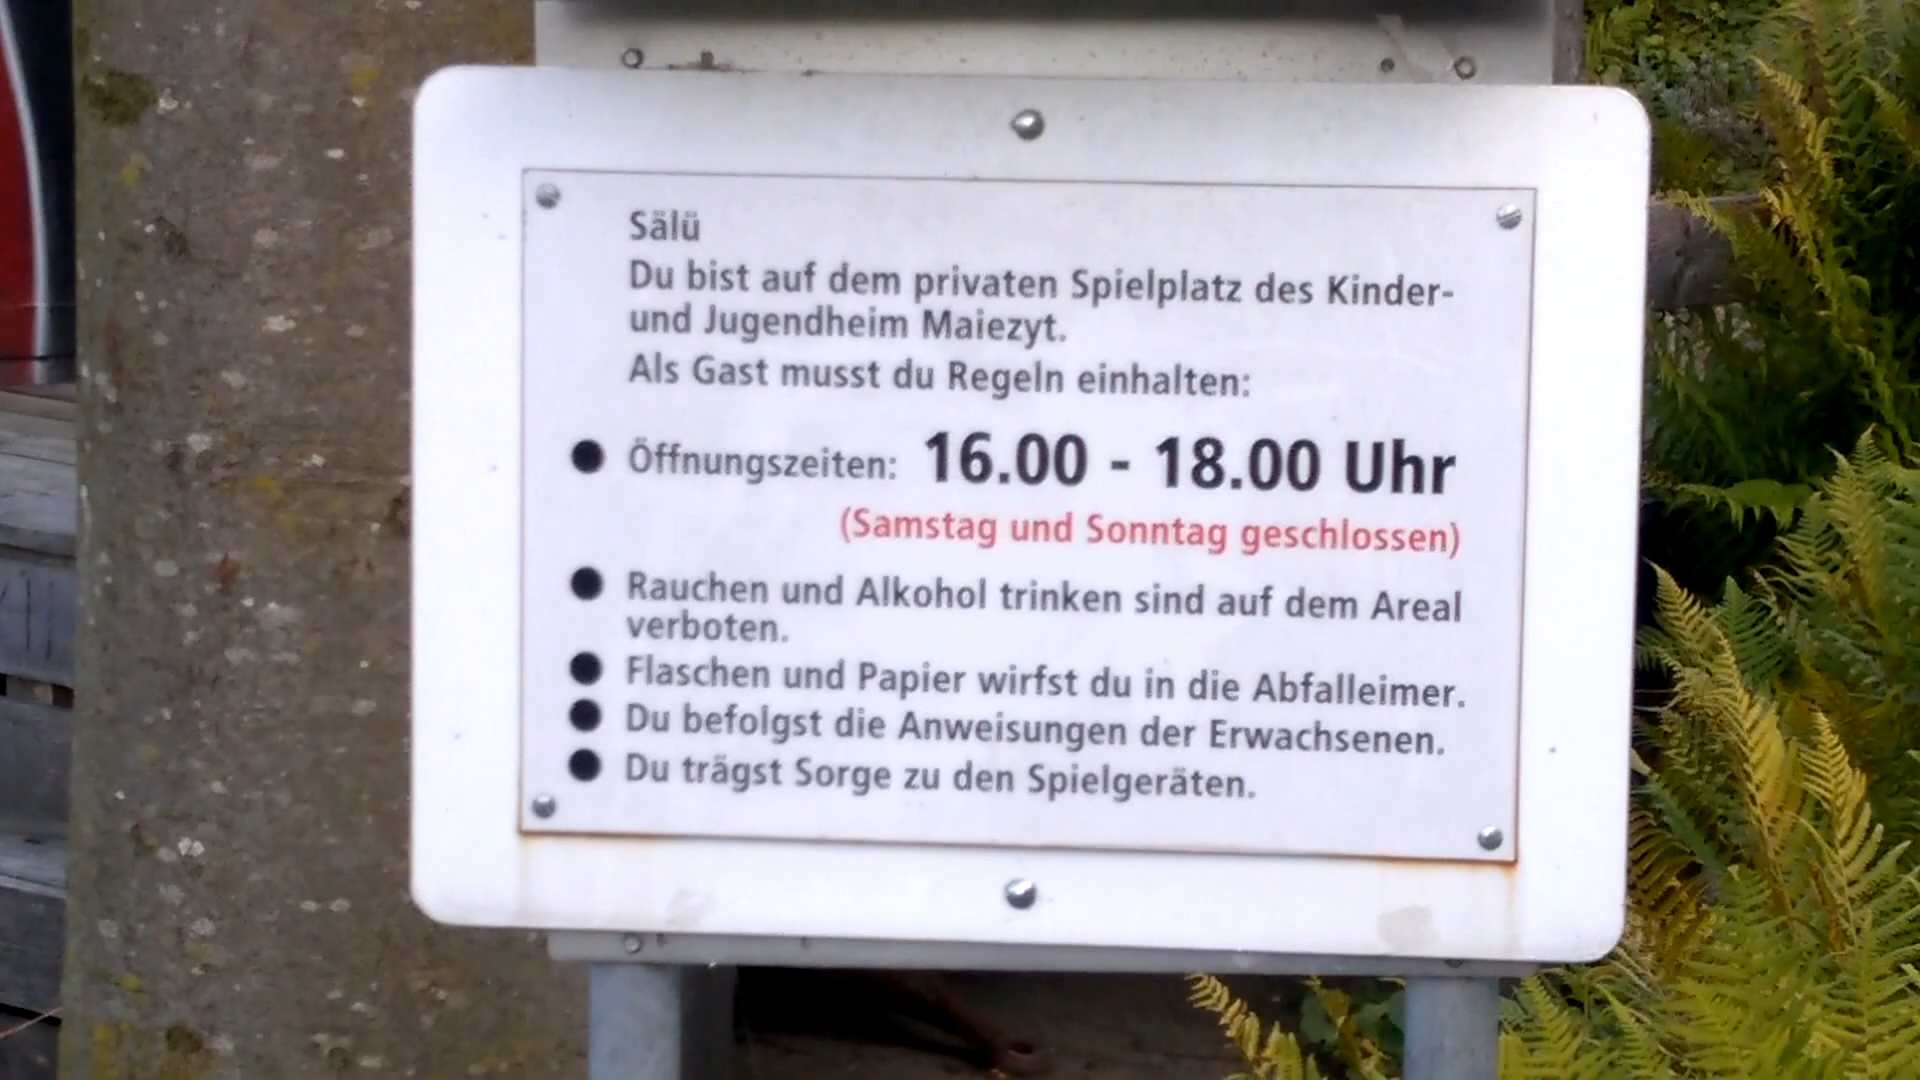 Sälü
Du bist auf dem privaten Spielplatz des Kinder-
und Jugendheim Maiezyt.
Als Gast musst du Regeln einhalten:
● Öffnungszeiten: 16.00 - 18.00 Uhr
(Samstag und Sonntag geschlossen)
● Rauchen und Alkohol trinken sind auf dem Areal
verboten.
● Flaschen und Papier wirfst du in die Abfalleimer.
● Du befolgst die Anweisungen der Erwachsenen.
● Du trägst Sorge zu den Spielgeräten.